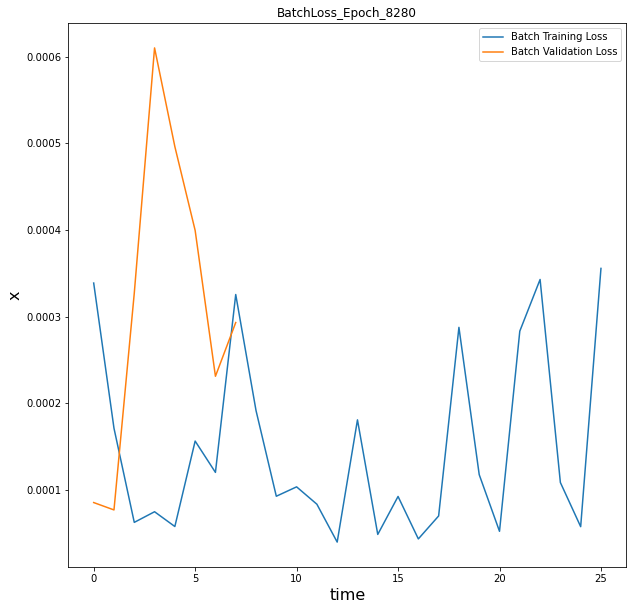 BatchLoss_Epoch_8280
Batch Training Loss
Batch Validation Loss
0.0006
0.0005
0.0004
0.0003
0.0002
0.0001
x
0 5 10 15 20 25
time